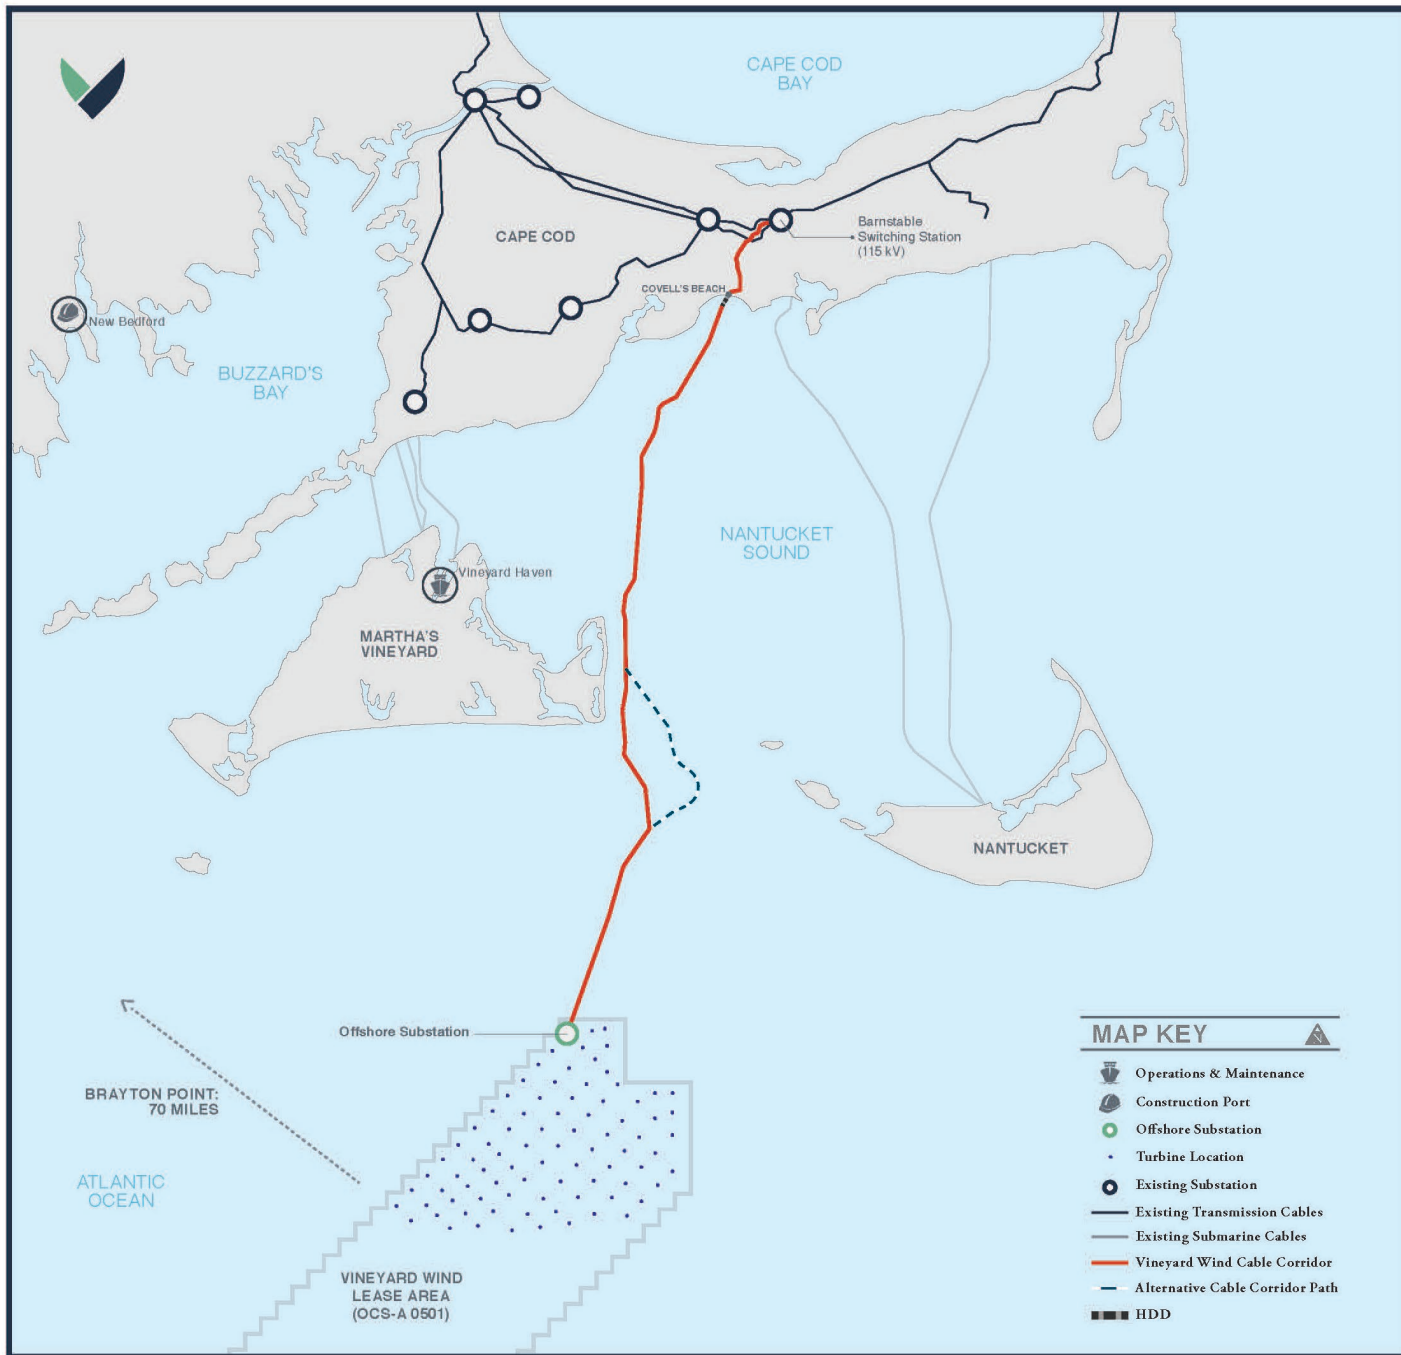 CAPE COD
BAY
CAPE COD
Barnstable
Switching Station
(115 kV)
COVELL'S BEACH
New Bedford
BUZZARD'S
BAY
NANTUCKET
SOUND
Vineyard Haven
MARTHA'S
VINEYARD
NANTUCKET
Offshore Substation
BRAYTON POINT:
70 MILES
ATLANTIC
OCEAN
VINEYARD WIND
LEASE AREA
(OCS-A 0501)
MAP KEY
N
Operations & Maintenance
Construction Port
Offshore Substation
Turbine Location
Existing Substation
Existing Transmission Cables
Existing Submarine Cables
Vineyard Wind Cable Corridor
Alternative Cable Corridor Path
HDD